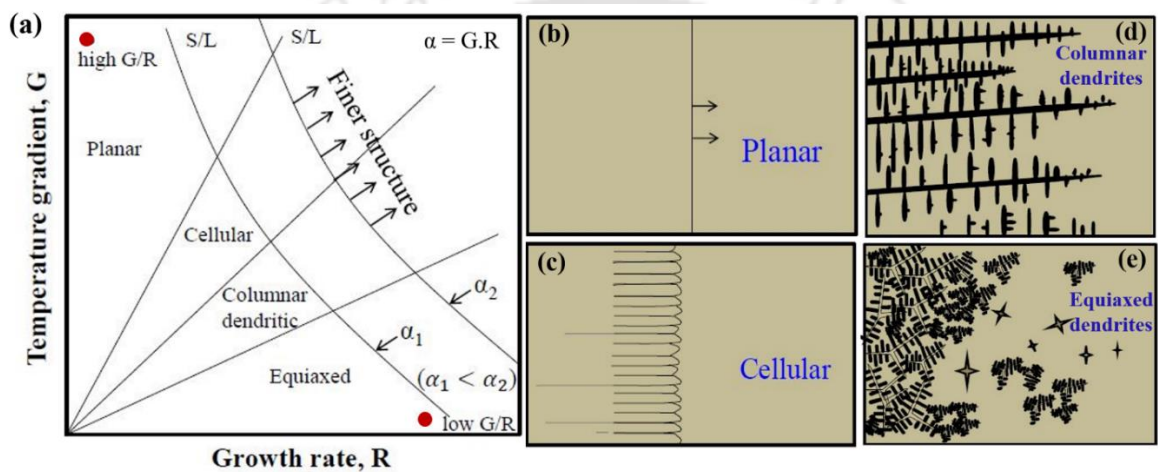 (a)
Temperature gradient, G
high G/R
S/L
S/L
α = G.R
Finer structure
Planar
Cellular
Columnar
dendritic
Equiaxed
α₂
α₁
(α₁ < α₂)
low G/R
Growth rate, R
(b)
Planar
(c)
Cellular
(d)
Columnar
dendrites
(e)
Equiaxed
dendrites